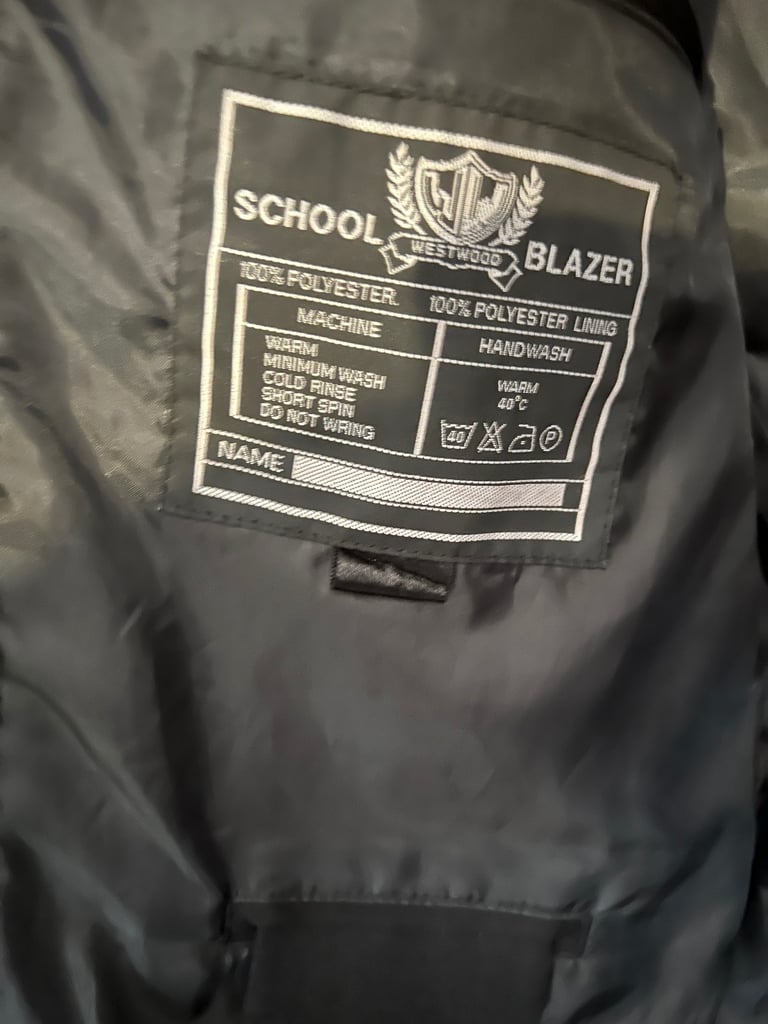 SCHOOL WESTWOOD BLAZER
100% POLYESTER. 100% POLYESTER LINING
MACHINE
WARM
MINIMUM WASH
COLD RINSE
SHORT SPIN
DO NOT WRING
HANDWASH
WARM
40°C
40 P
NAME